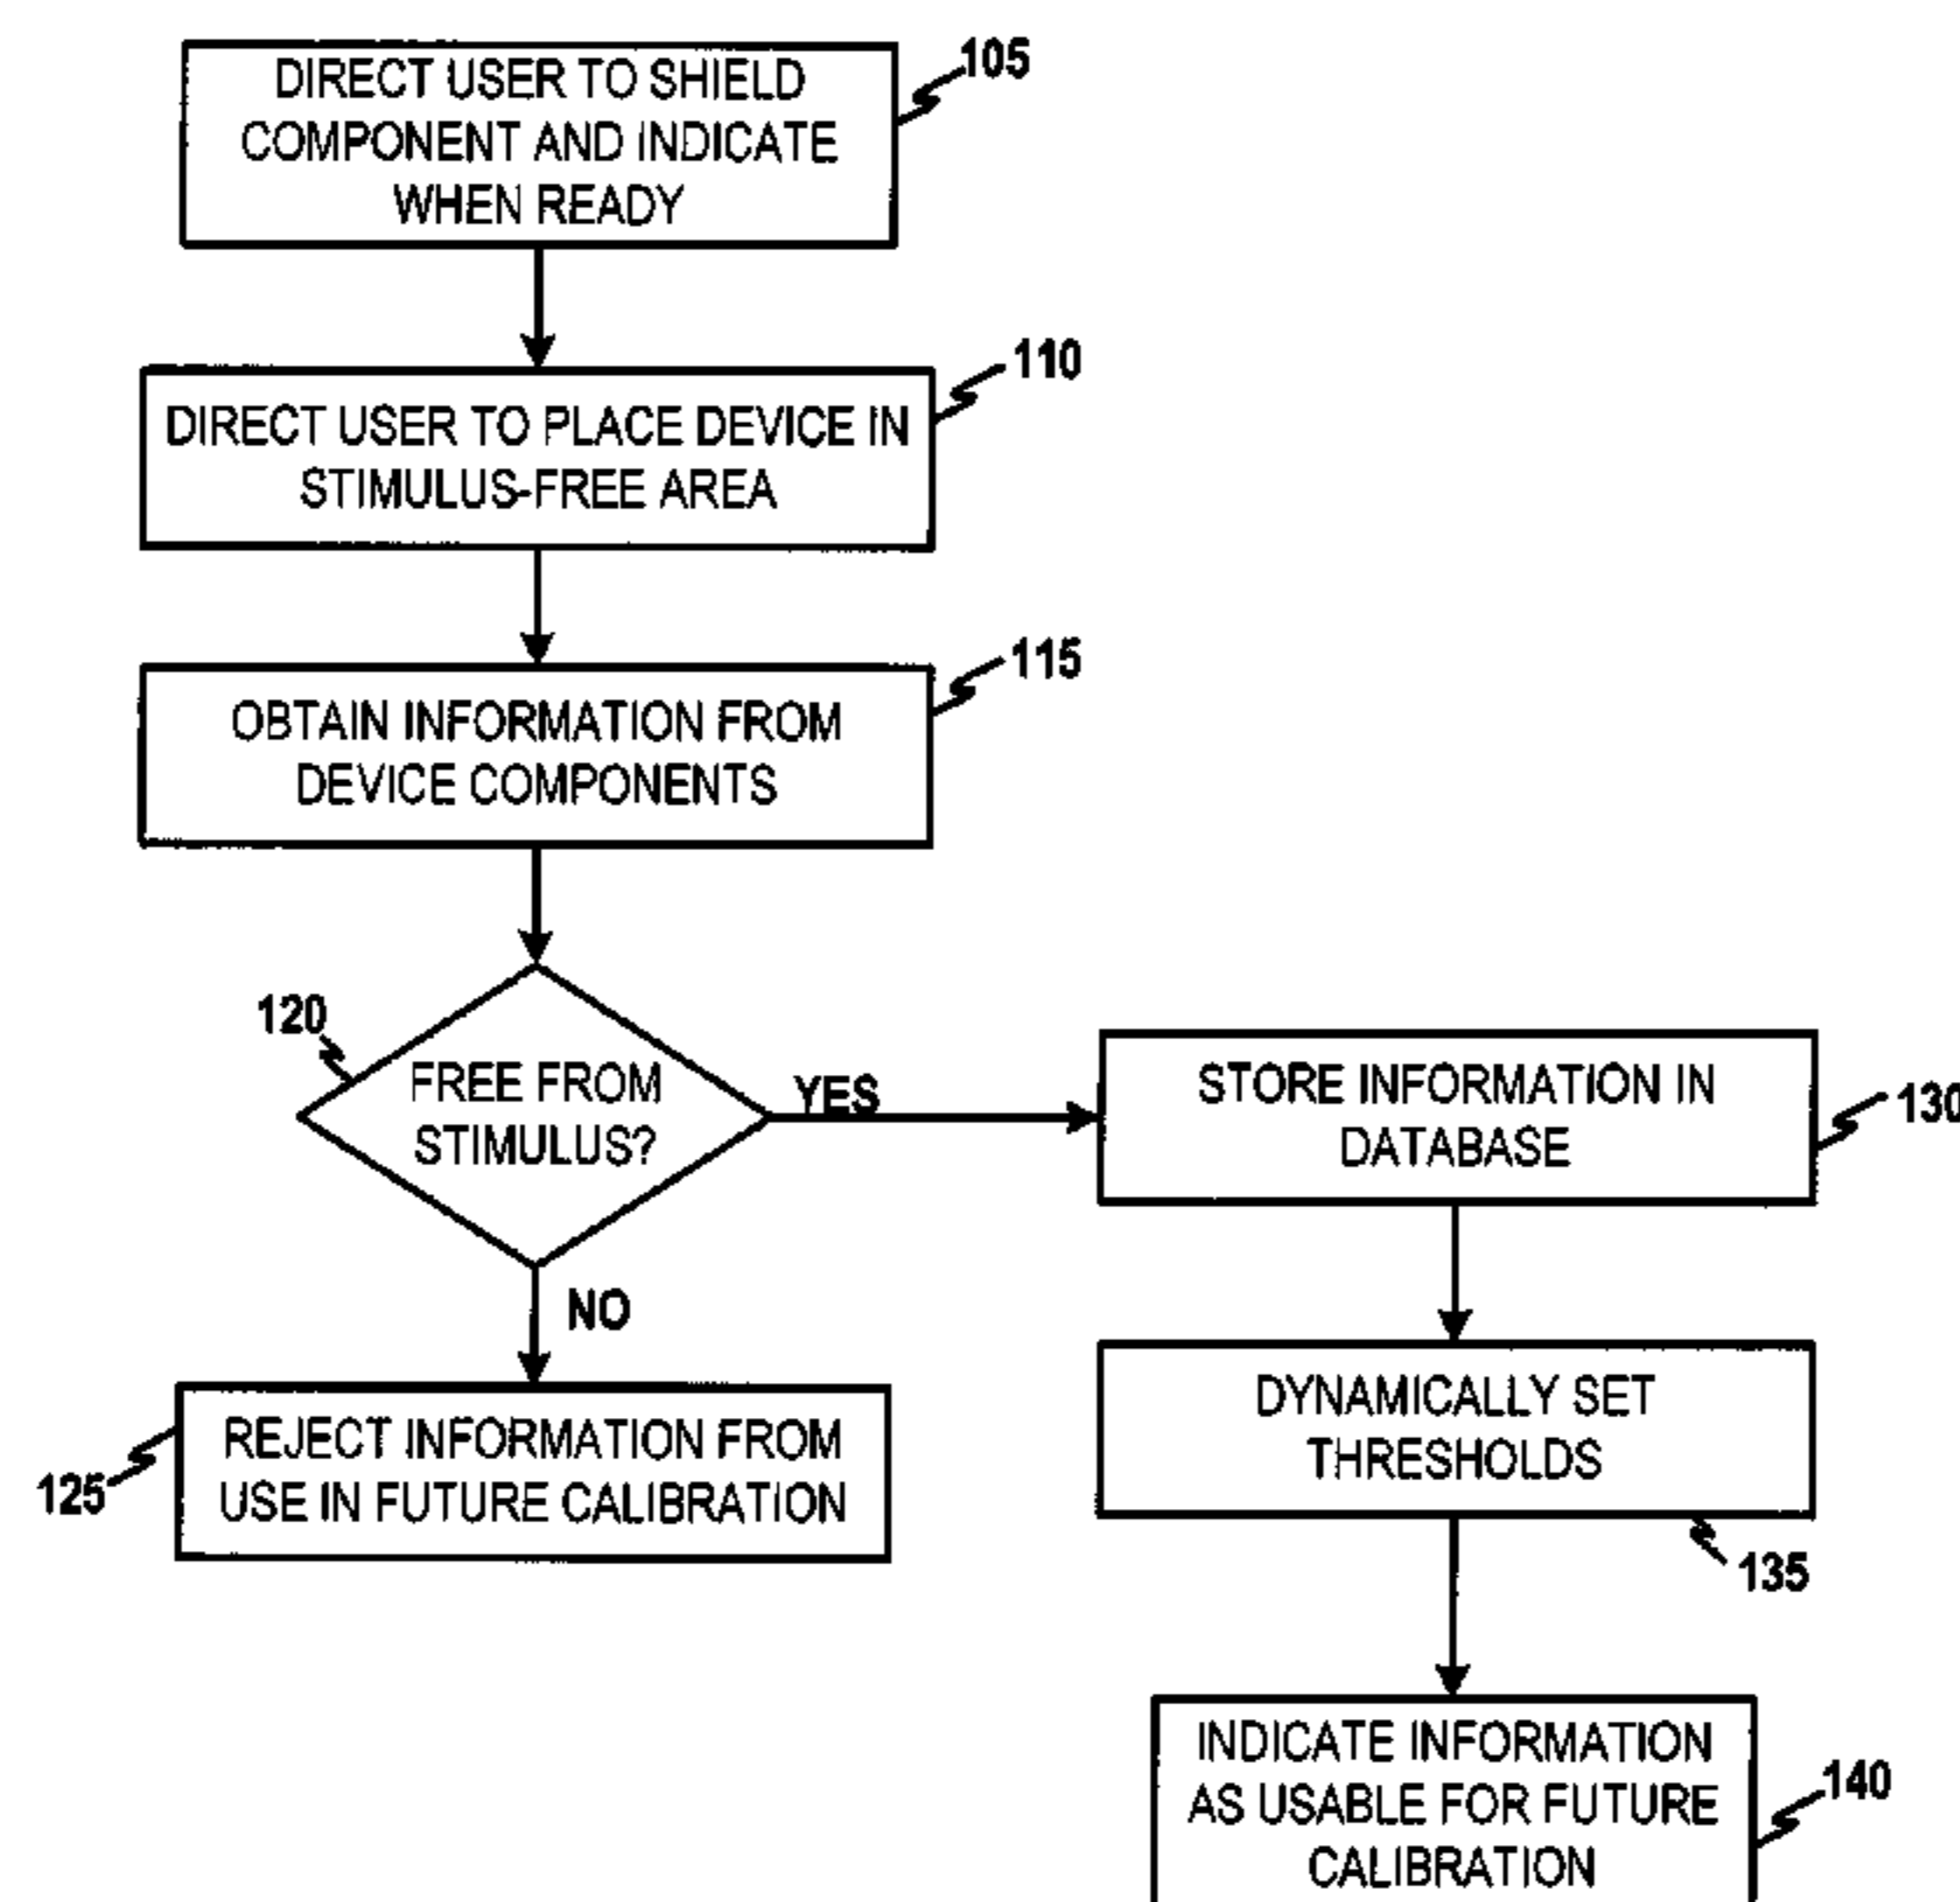 DIRECT USER TO SHIELD
COMPONENT AND INDICATE
WHEN READY
105
DIRECT USER TO PLACE DEVICE IN
STIMULUS-FREE AREA
110
OBTAIN INFORMATION FROM
DEVICE COMPONENTS
115
120
FREE FROM
STIMULUS?
YES
NO
STORE INFORMATION IN
DATABASE
130
REJECT INFORMATION FROM
USE IN FUTURE CALIBRATION
125
DYNAMICALLY SET
THRESHOLDS
135
INDICATE INFORMATION
AS USABLE FOR FUTURE
CALIBRATION
140